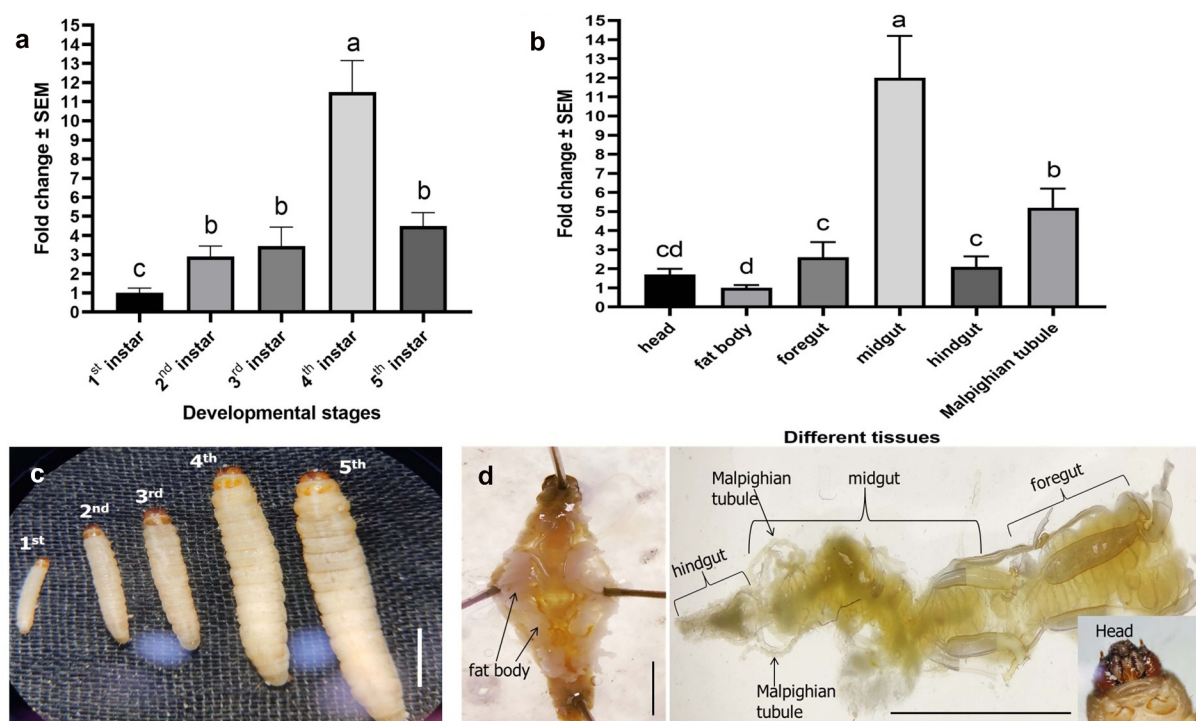 a
Fold change ± SEM
15
14
13
12
11
10
9
8
7
6
5
4
3
2
1
0
c
b
b
a
b
1st instar
2nd instar
3rd instar
4th instar
5th instar
Developmental stages
b
Fold change ± SEM
15
14
13
12
11
10
9
8
7
6
5
4
3
2
1
0
cd
d
c
a
c
b
head
fat body
foregut
midgut
hindgut
Malpighian tubule
Different tissues
c
1st
2nd
3rd
4th
5th
d
fat body
Malpighian
tubule
midgut
foregut
hindgut
Malpighian
tubule
Head